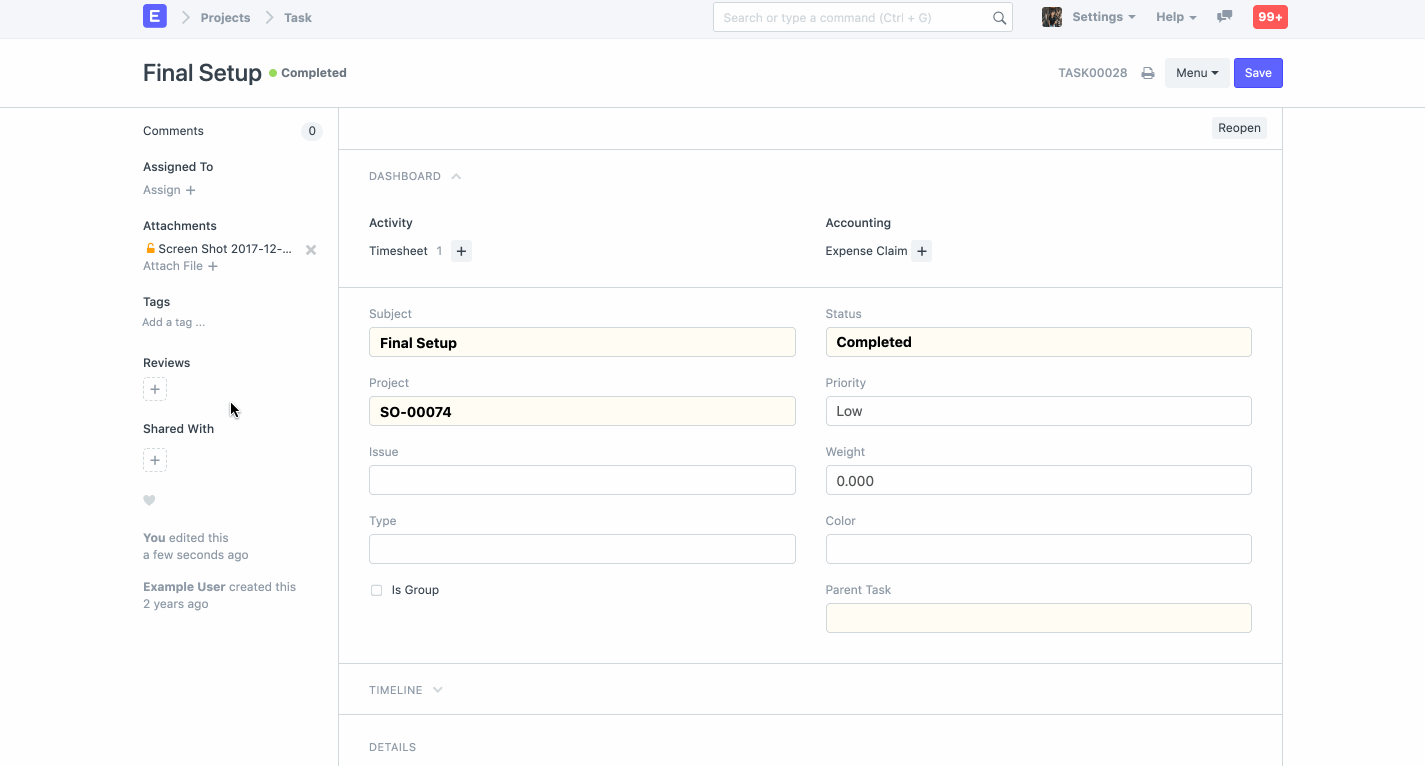 E Projects Task Search or type a command (Ctrl + G) Settings Help 99+
Final Setup Completed TASK00028 Menu Save
Comments 0
Assigned To
Assign +
Attachments
Screen Shot 2017-12-...
Attach File +
Tags
Add a tag ...
Reviews
+
Shared With
+
You edited this
a few seconds ago
Example User created this
2 years ago
Reopen
DASHBOARD
Activity
Timesheet 1 +
Accounting
Expense Claim +
Subject
Final Setup
Project
SO-00074
Issue
Type
Is Group
Status
Completed
Priority
Low
Weight
0.000
Color
Parent Task
TIMELINE
DETAILS